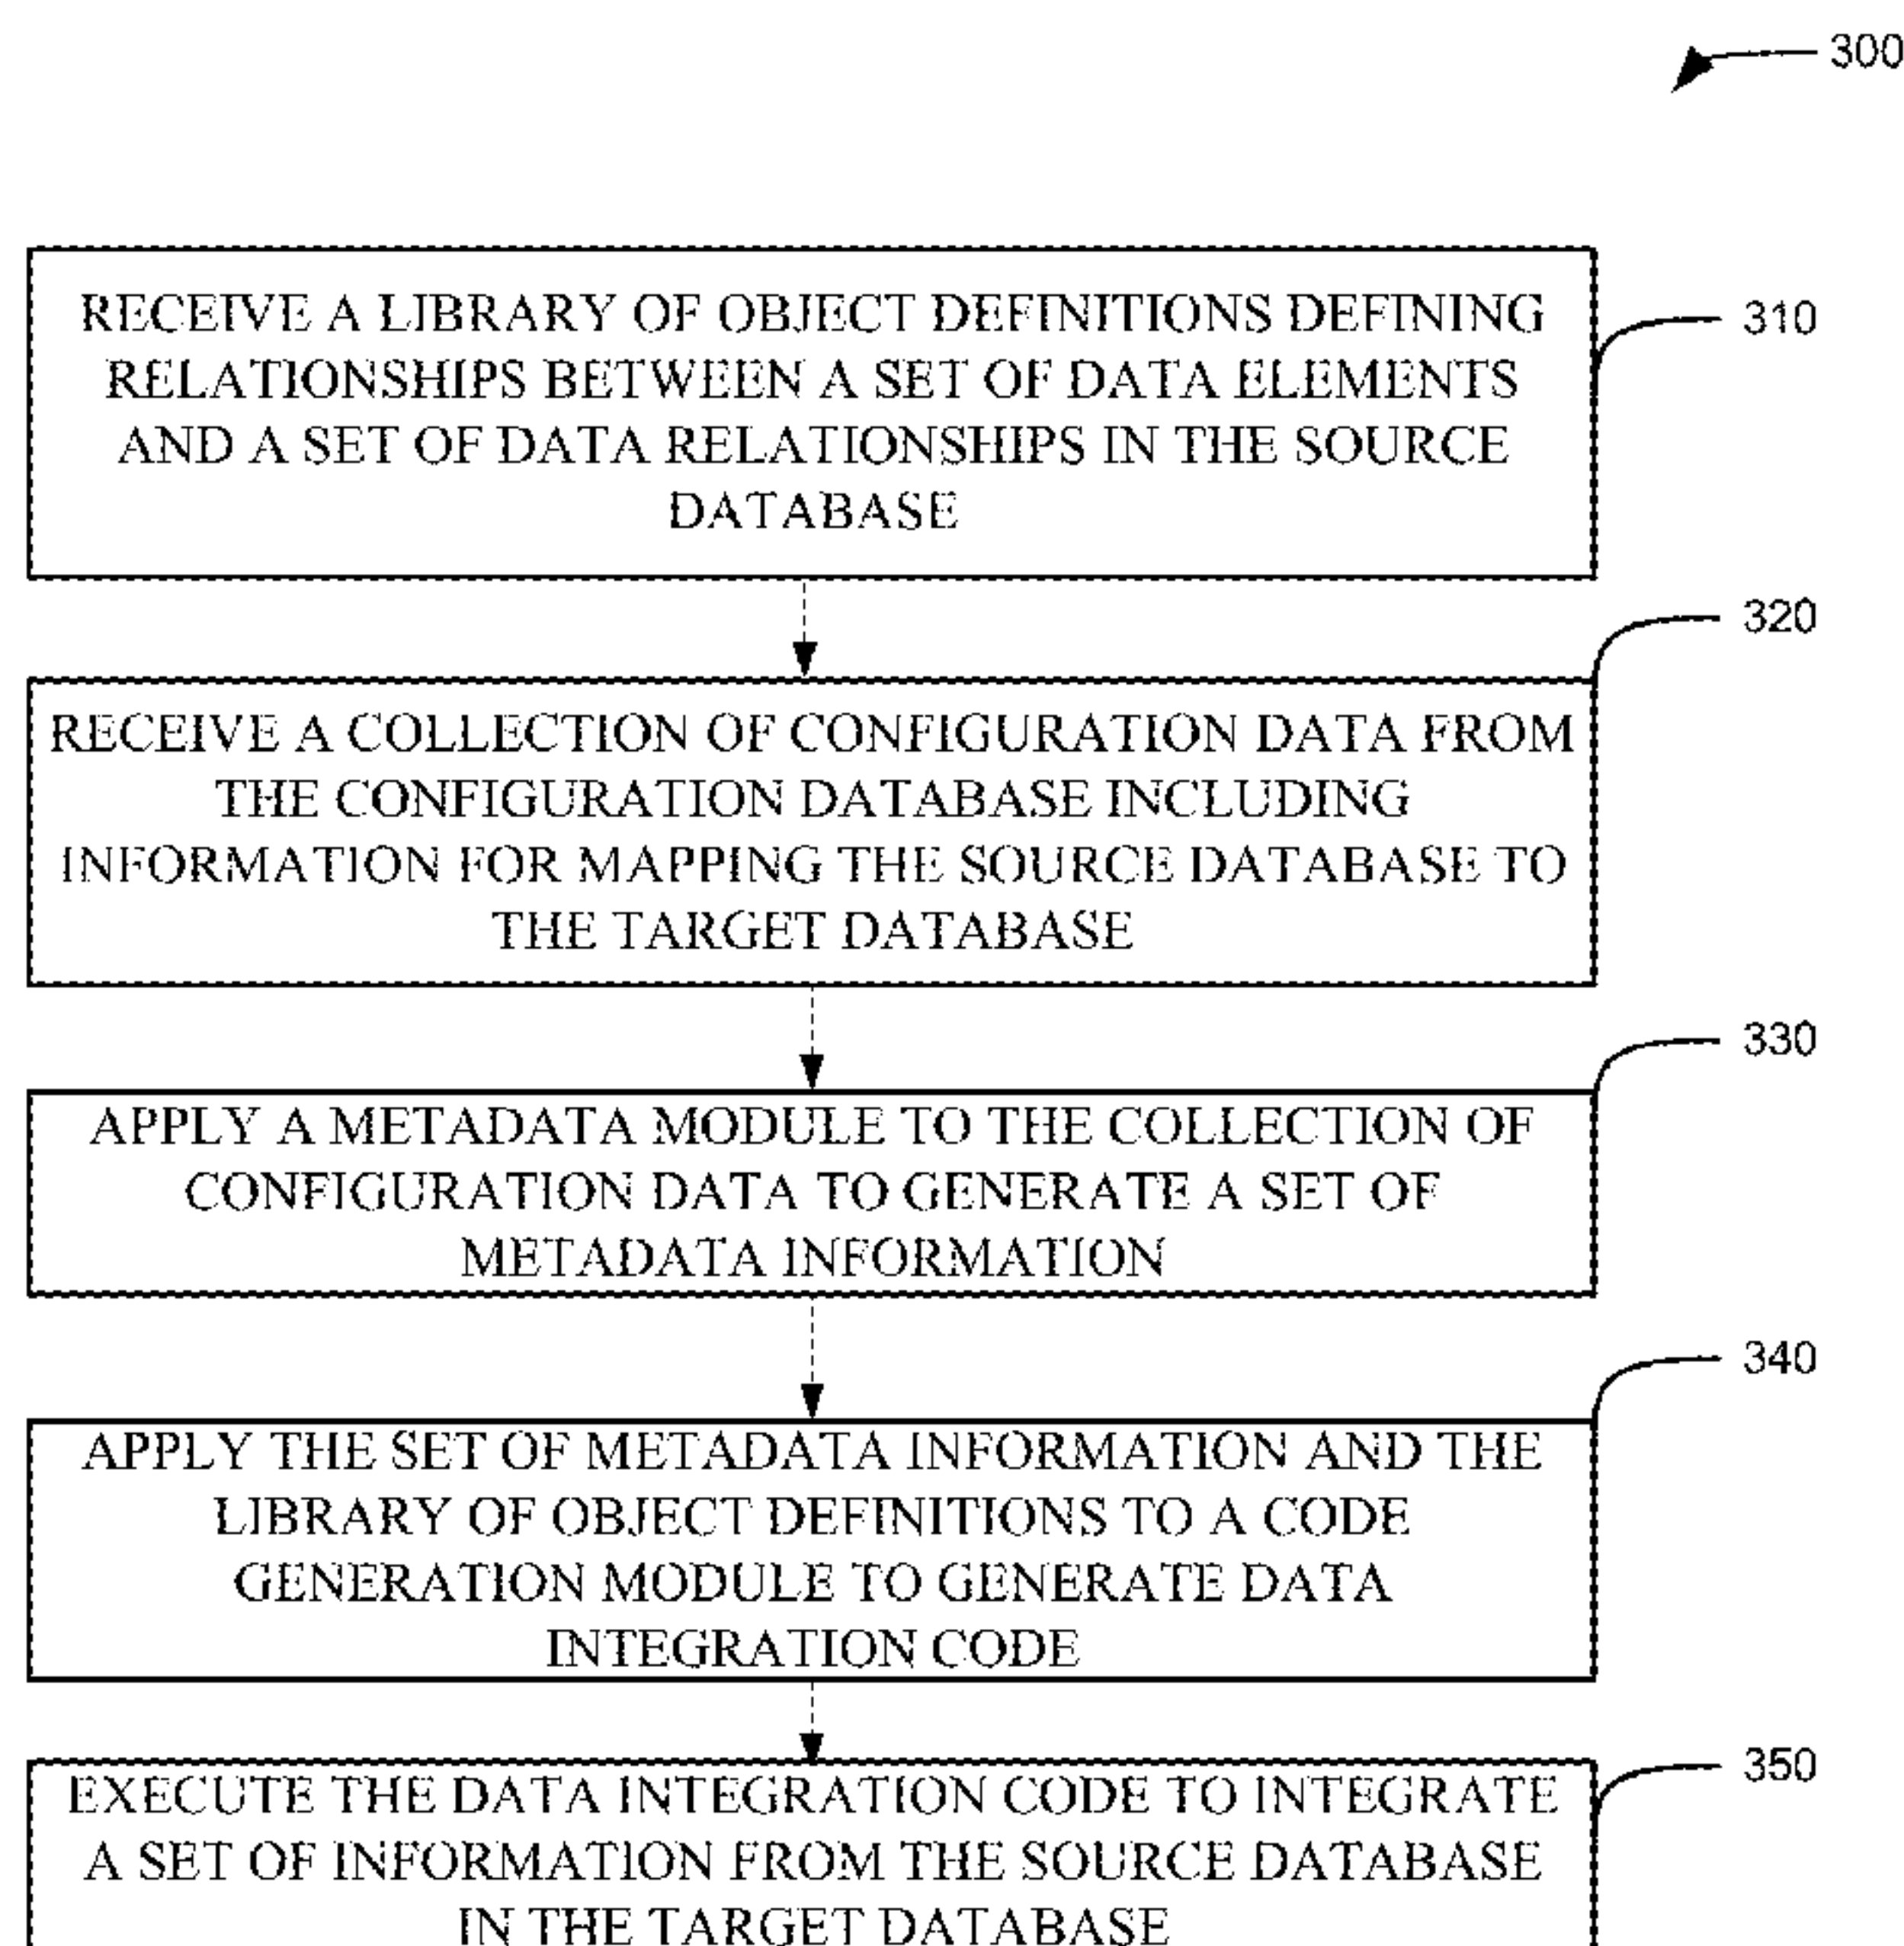 300
RECEIVE A LIBRARY OF OBJECT DEFINITIONS DEFINING
RELATIONSHIPS BETWEEN A SET OF DATA ELEMENTS
AND A SET OF DATA RELATIONSHIPS IN THE SOURCE
DATABASE
310
320
RECEIVE A COLLECTION OF CONFIGURATION DATA FROM
THE CONFIGURATION DATABASE INCLUDING
INFORMATION FOR MAPPING THE SOURCE DATABASE TO
THE TARGET DATABASE
330
APPLY A METADATA MODULE TO THE COLLECTION OF
CONFIGURATION DATA TO GENERATE A SET OF
METADATA INFORMATION
340
APPLY THE SET OF METADATA INFORMATION AND THE
LIBRARY OF OBJECT DEFINITIONS TO A CODE
GENERATION MODULE TO GENERATE DATA
INTEGRATION CODE
350
EXECUTE THE DATA INTEGRATION CODE TO INTEGRATE
A SET OF INFORMATION FROM THE SOURCE DATABASE
IN THE TARGET DATABASE